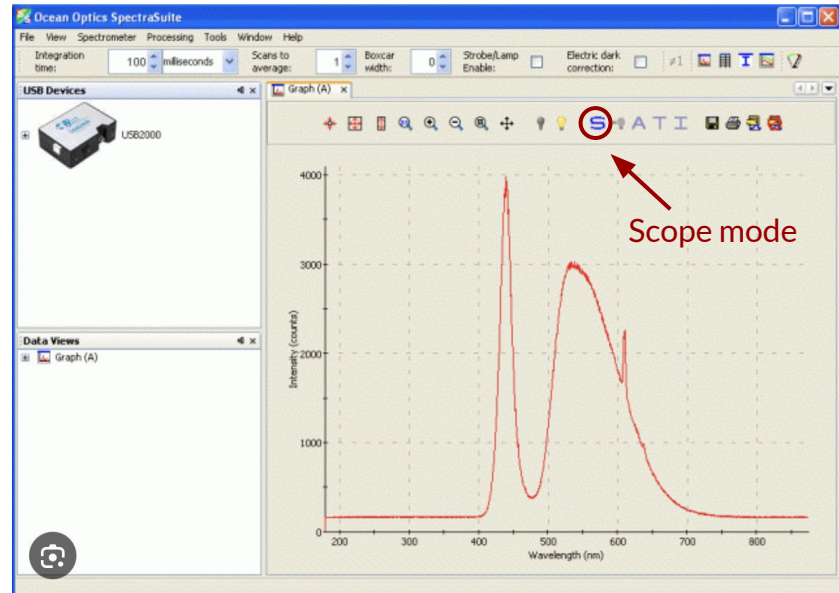 Ocean Optics SpectraSuite
File View Spectrometer Processing Tools Window Help
Integration time: 100 milliseconds Scans to average: 1 Boxcar width: 0 Strobe/Lamp Enable: Electric dark correction: ≠1
USB Devices
Graph (A)
USB2000
S A T I
Scope mode
4000
3000
2000
1000
0
Intensity (counts)
200 300 400 500 600 700 800
Wavelength (nm)
Data Views
Graph (A)